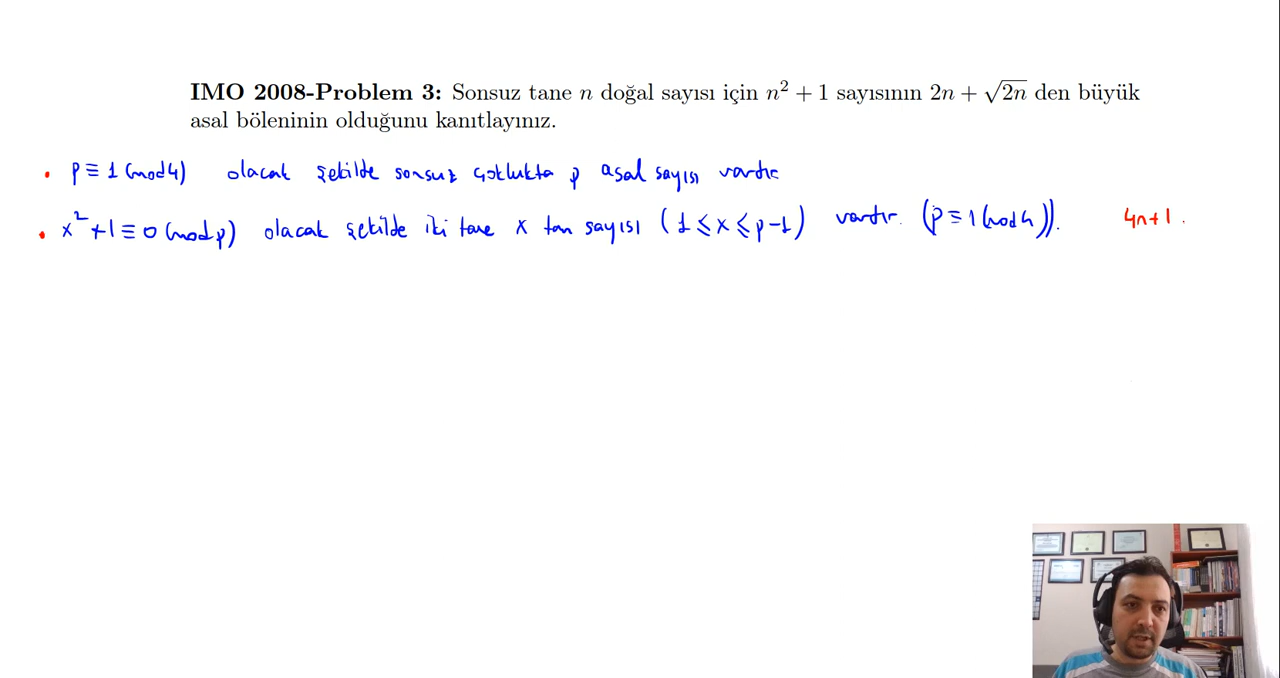 IMO 2008-Problem 3: Sonsuz tane n doğal sayısı için n² + 1 sayısının 2n + √2n den büyük
asal böleninin olduğunu kanıtlayınız.
• p ≡ 1 (mod 4) olacak şekilde sonsuz çoklukta p asal sayısı vardır
• x² + 1 ≡ 0 (mod p) olacak şekilde iki tane x tam sayısı (1 ⩽ x ⩽ p-1) vardır. (p ≡ 1 (mod 4)). 4n+1.